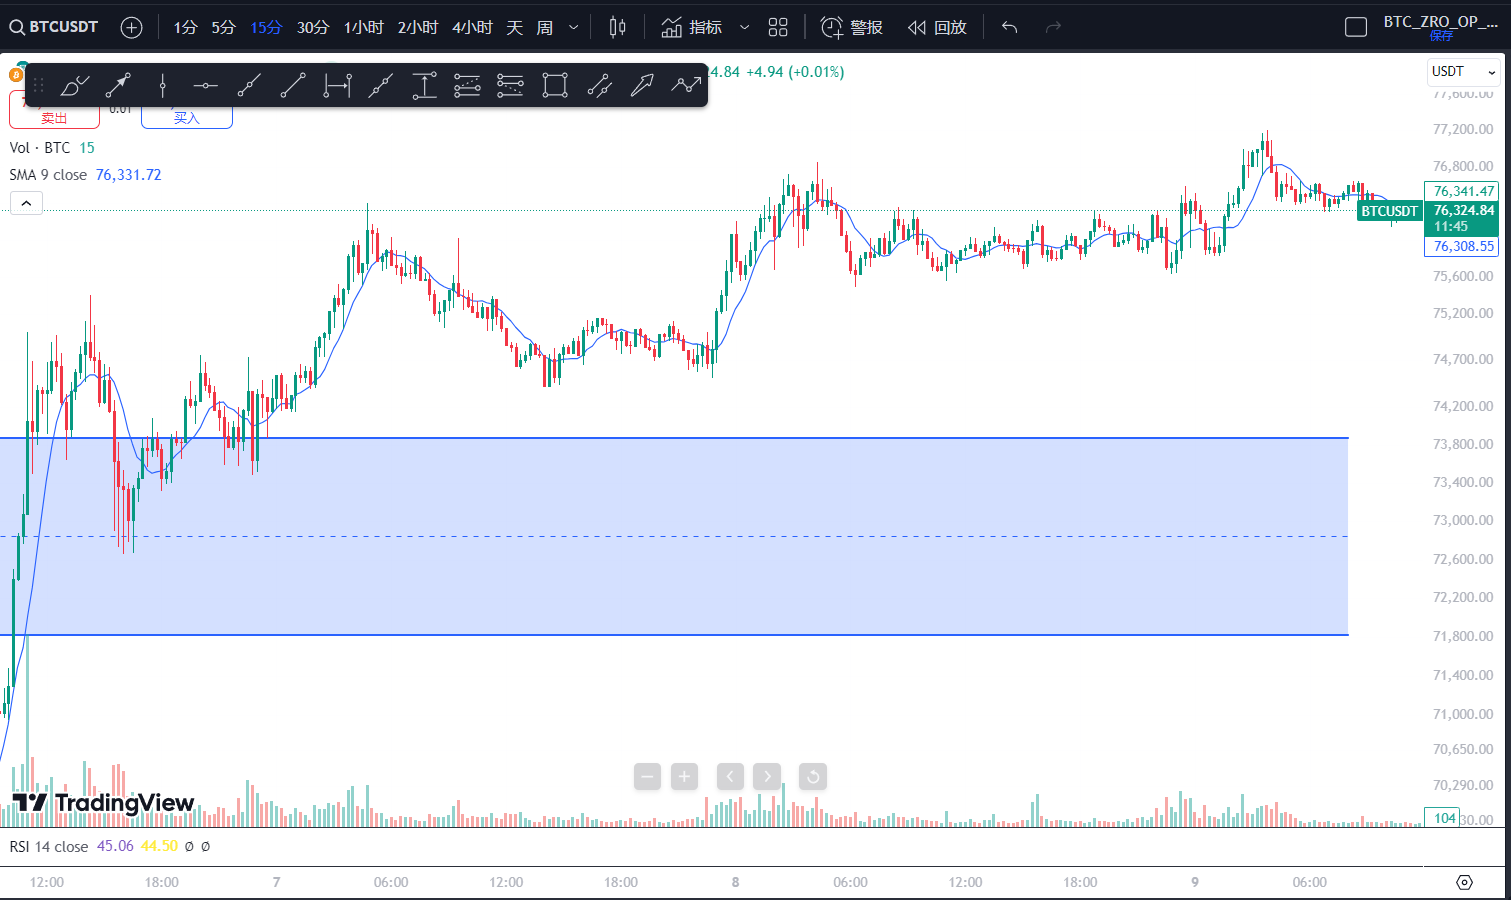 BTCUSDT 1分 5分 15分 30分 1小时 2小时 4小时 天 周 指标 警报 回放 BTC_ZRO_OP_...
保存
24.84 +4.94 (+0.01%) USDT
卖出 0.01 买入
Vol · BTC 15
SMA 9 close 76,331.72
77,600.00
77,200.00
76,800.00
76,341.47
BTCUSDT 76,324.84
11:45
76,308.55
75,600.00
75,200.00
74,700.00
74,200.00
73,800.00
73,400.00
73,000.00
72,600.00
72,200.00
71,800.00
71,400.00
71,000.00
70,650.00
70,290.00
TradingView
104 30.00
RSI 14 close 45.06 44.50 Ø Ø
12:00 18:00 7 06:00 12:00 18:00 8 06:00 12:00 18:00 9 06:00